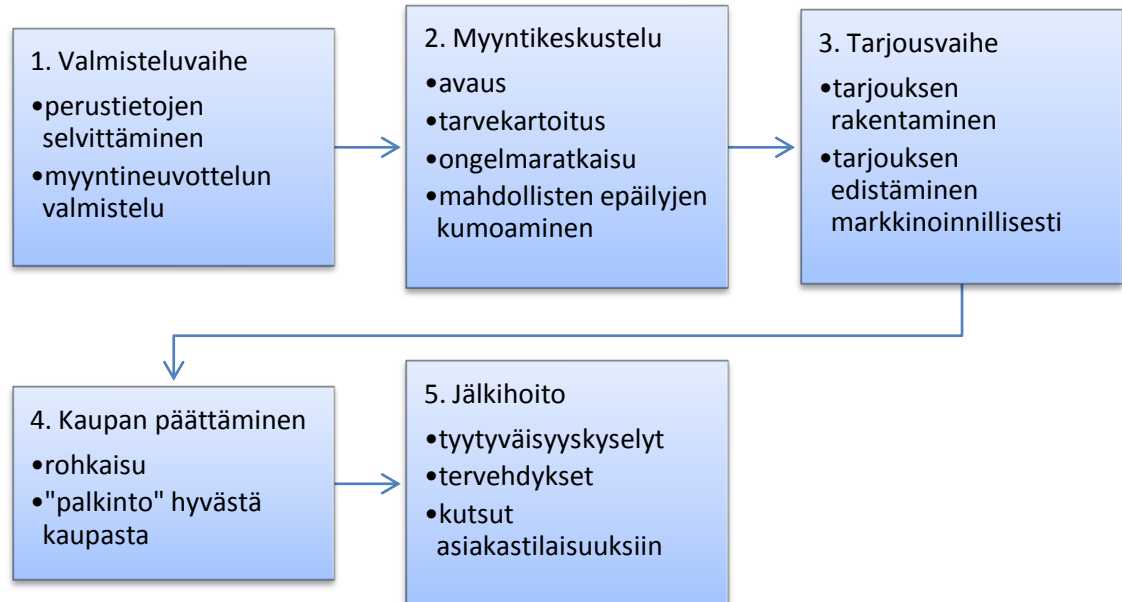 1. Valmisteluvaihe
•perustietojen
selvittäminen
•myyntineuvottelun
valmistelu
2. Myyntikeskustelu
•avaus
•tarvekartoitus
•ongelmaratkaisu
•mahdollisten epäilyjen
kumoaminen
3. Tarjousvaihe
•tarjouksen
rakentaminen
•tarjouksen
edistäminen
markkinoinnillisesti
4. Kaupan päättäminen
•rohkaisu
•"palkinto" hyvästä
kaupasta
5. Jälkihoito
•tyytyväisyyskyselyt
•tervehdykset
•kutsut
asiakastilaisuuksiin